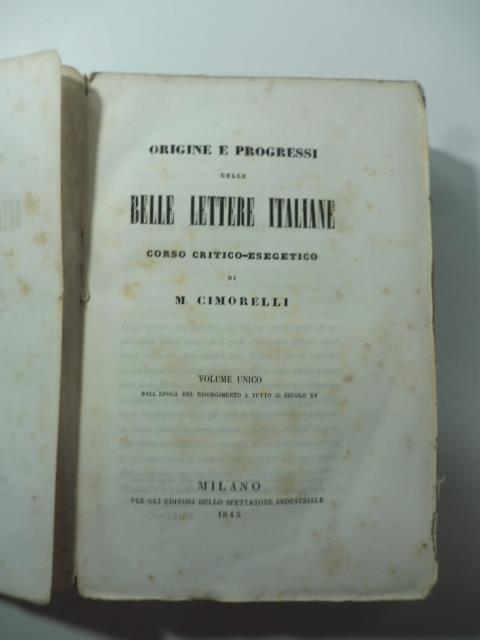 ORIGINE E PROGRESSI
DELLE
BELLE LETTERE ITALIANE
CORSO CRITICO-ESEGETICO
DI
M. CIMORELLI
VOLUME UNICO
DALL'EPOCA DEL RISORGIMENTO A TUTTO IL SECOLO XV
MILANO
PER GLI EDITORI DELLO SPETTATORE INDUSTRIALE
1845